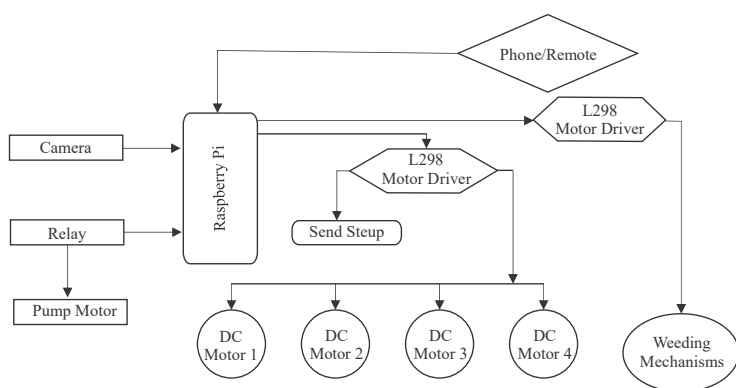 Phone/Remote
L298
Motor Driver
Camera
Raspberry Pi
L298
Motor Driver
Relay
Send Steup
Pump Motor
DC
Motor 1
DC
Motor 2
DC
Motor 3
DC
Motor 4
Weeding
Mechanisms